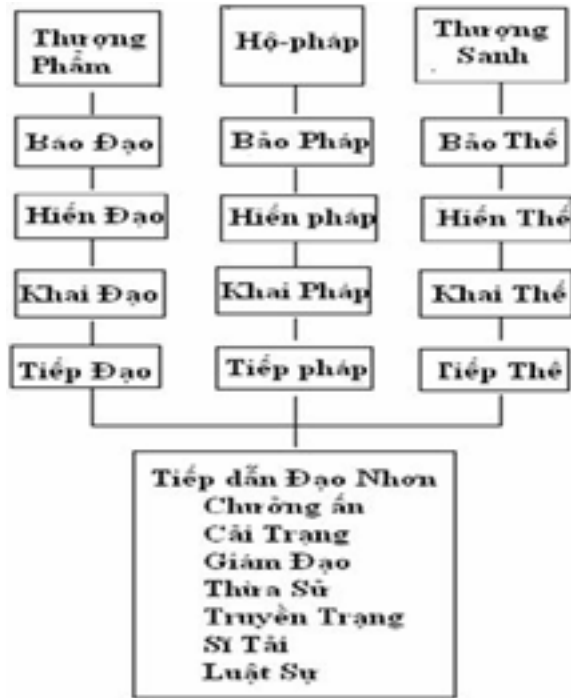 Thượng
Phẩm
Hộ-pháp
Thượng
Sanh
Báo Đạo
Bảo Pháp
Bảo Thế
Hiến Đạo
Hiến pháp
Hiến Thế
Khai Đạo
Khai Pháp
Khai Thế
Tiếp Đạo
Tiếp pháp
Tiếp Thê
Tiếp dẫn Đạo Nhơn
Chưởng ấn
Cải Trạng
Giám Đạo
Thừa Sử
Truyền Trạng
Sĩ Tải
Luật Sự